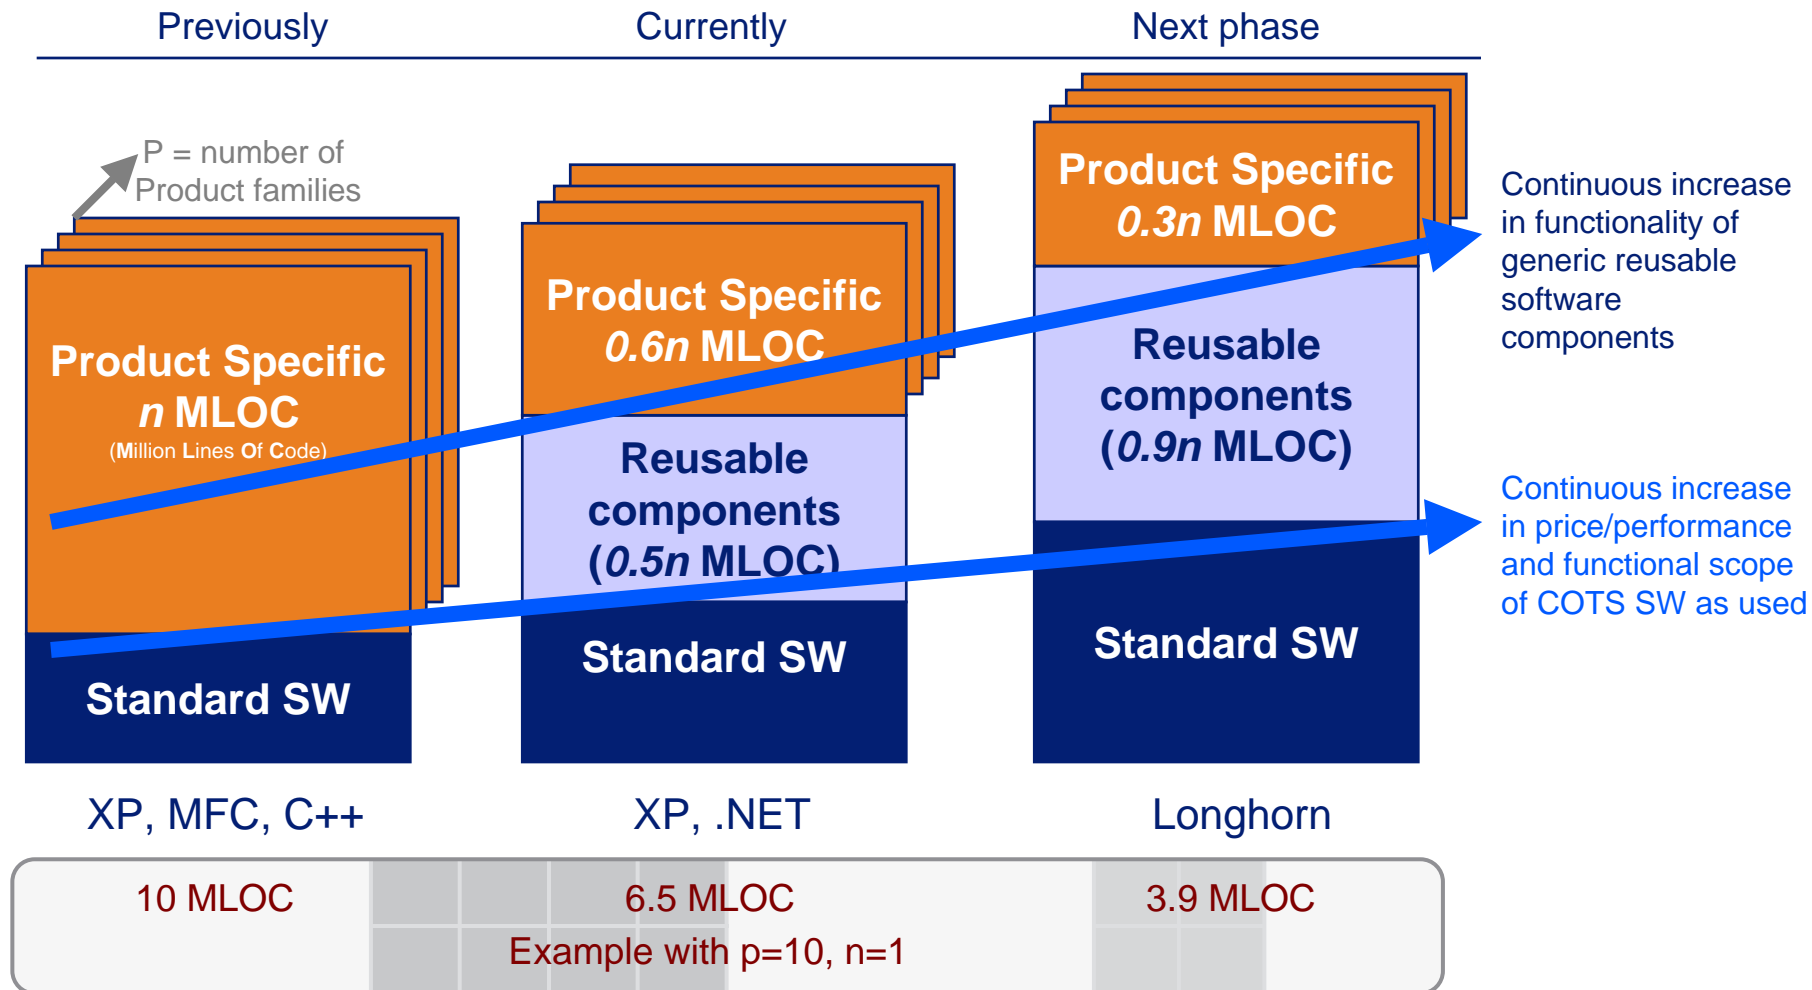 Previously
Currently
Next phase
P = number of
Product families
Product Specific
n MLOC
(Million Lines Of Code)
Standard SW
Product Specific
0.6n MLOC
Reusable
components
(0.5n MLOC)
Standard SW
Product Specific
0.3n MLOC
Reusable
components
(0.9n MLOC)
Standard SW
Continuous increase
in functionality of
generic reusable
software
components
Continuous increase
in price/performance
and functional scope
of COTS SW as used
XP, MFC, C++
XP, .NET
Longhorn
10 MLOC
6.5 MLOC
3.9 MLOC
Example with p=10, n=1